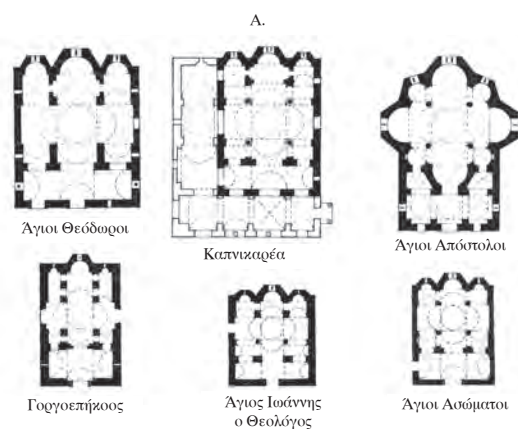 Α.
Άγιοι Θεόδωροι
Καπνικαρέα
Άγιοι Απόστολοι
Γοργοεπήκοος
Άγιος Ιωάννης
ο Θεολόγος
Άγιοι Ασώματοι